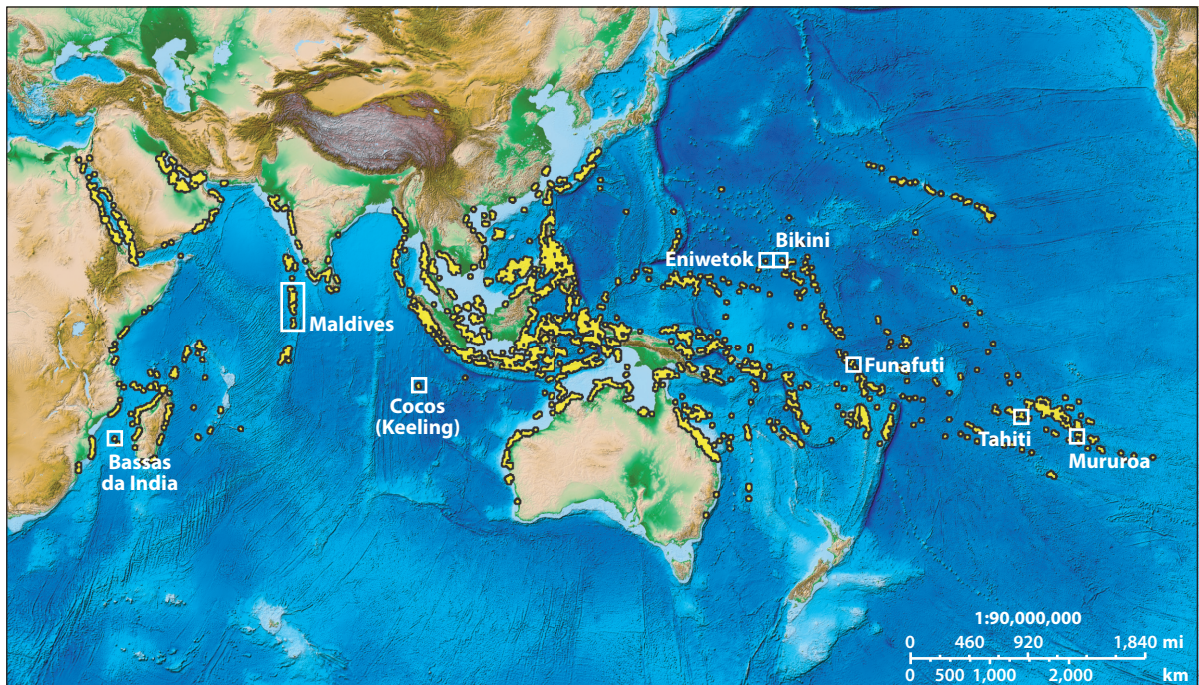 Bikini
Eniwetok
Maldives
Funafuti
Cocos
(Keeling)
Tahiti
Bassas
da India
Mururoa
1:90,000,000
0 460 920 1,840 mi
0 500 1,000 2,000 km